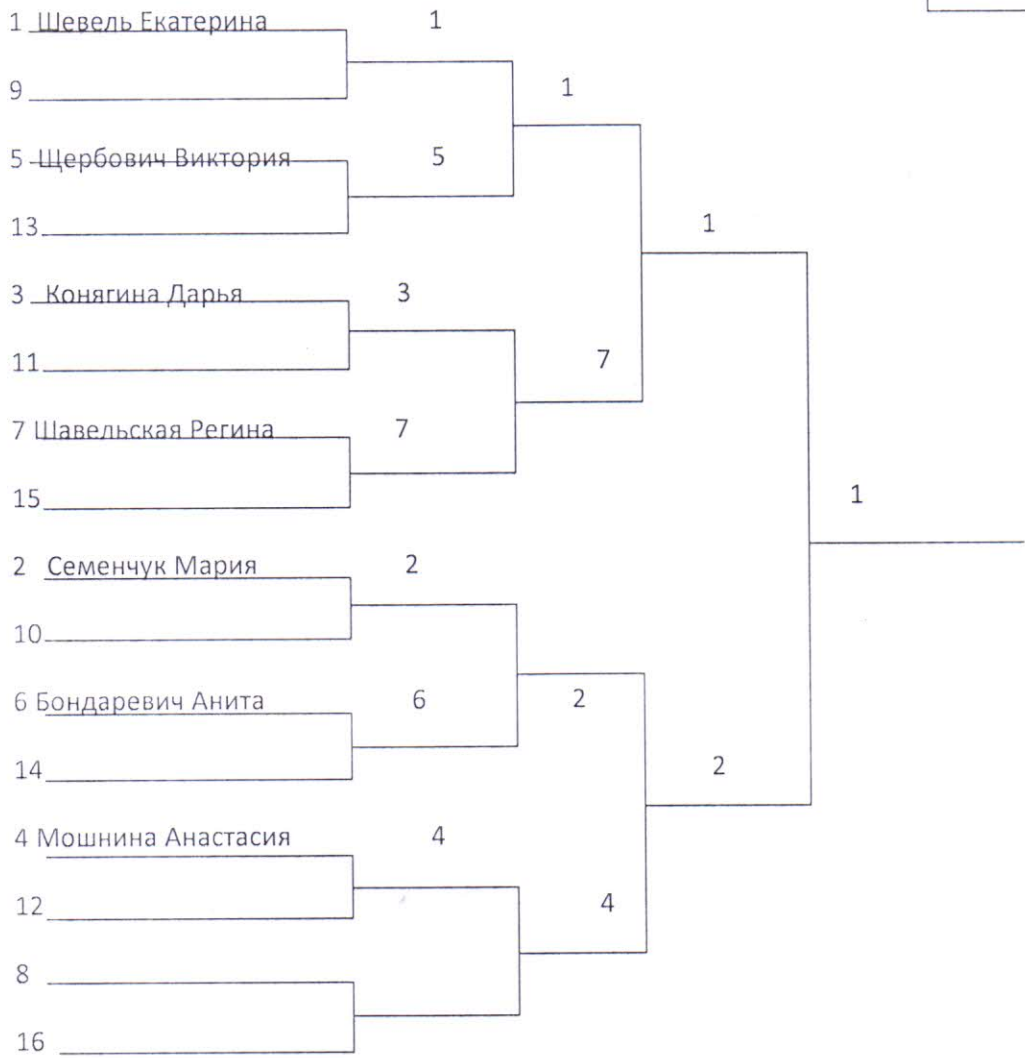 1 Шевель Екатерина 1
9 1
5 Щербович Виктория 5
13 1
3 Конягина Дарья 3
11 7
7 Шавельская Регина 7
15 1
2 Семенчук Мария 2
10
6 Бондаревич Анита 6 2
14 2
4 Мошнина Анастасия 4
12 4
8
16